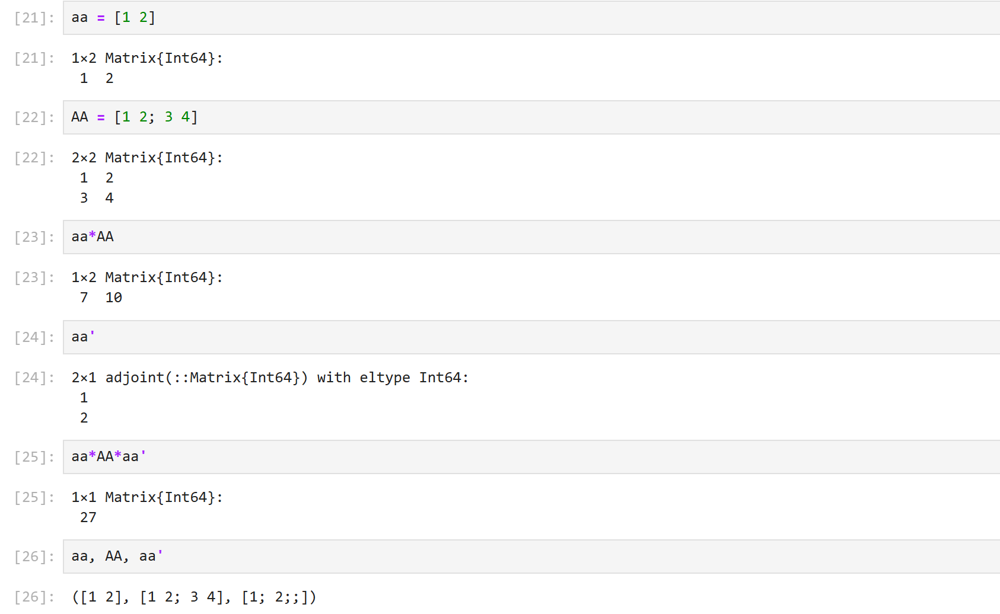 [21]: aa = [1 2]
[21]: 1×2 Matrix{Int64}:
 1  2
[22]: AA = [1 2; 3 4]
[22]: 2×2 Matrix{Int64}:
 1  2
 3  4
[23]: aa*AA
[23]: 1×2 Matrix{Int64}:
 7  10
[24]: aa'
[24]: 2×1 adjoint(::Matrix{Int64}) with eltype Int64:
 1
 2
[25]: aa*AA*aa'
[25]: 1×1 Matrix{Int64}:
 27
[26]: aa, AA, aa'
[26]: ([1 2], [1 2; 3 4], [1; 2;;])